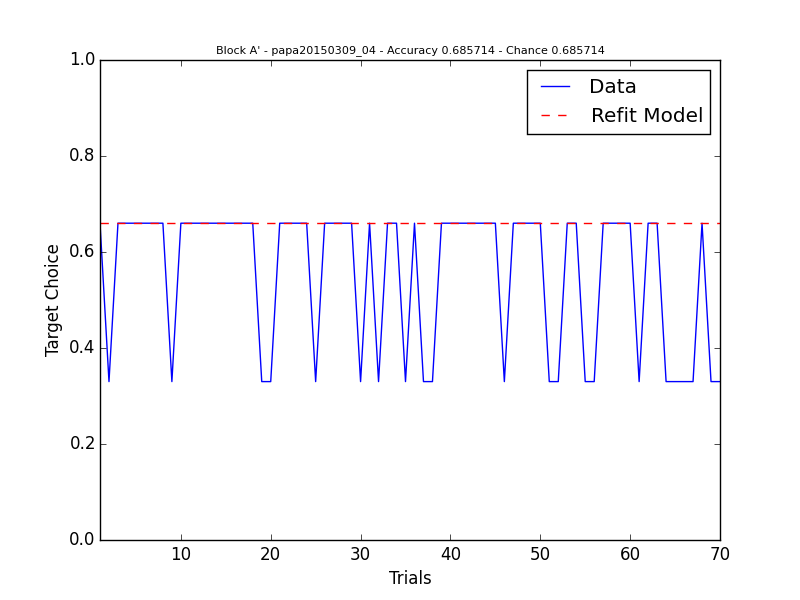 Block A' - papa20150309_04 - Accuracy 0.685714 - Chance 0.685714
1.0
Data
Refit Model
0.8
0.6
Target Choice
0.4
0.2
0.0
10 20 30 40 50 60 70
Trials